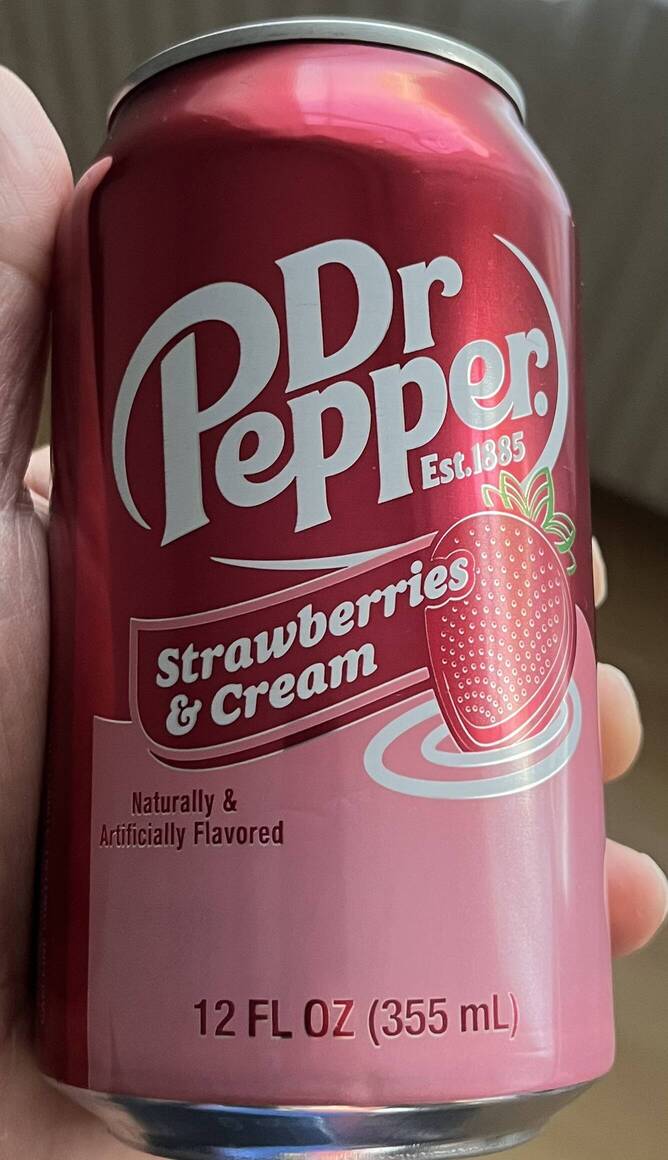 Dr
Pepper.
Est.1885
Strawberries
& Cream
Naturally &
Artificially Flavored
12 FL OZ (355 mL)